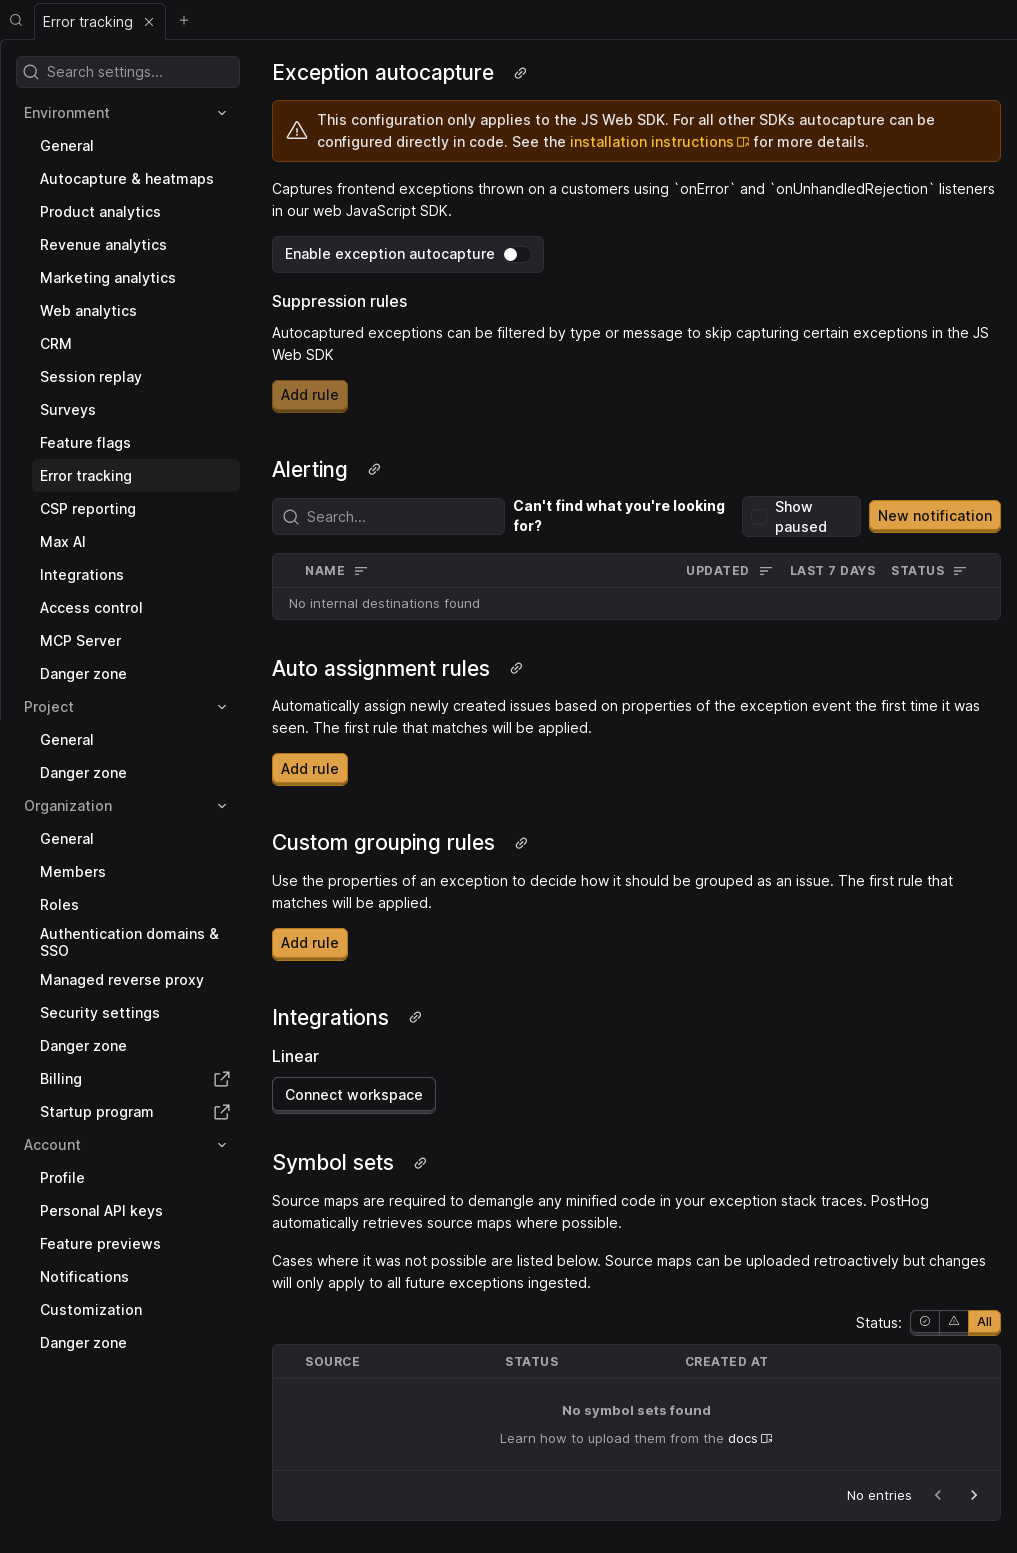 Error tracking
Search settings...
Environment
General
Autocapture & heatmaps
Product analytics
Revenue analytics
Marketing analytics
Web analytics
CRM
Session replay
Surveys
Feature flags
Error tracking
CSP reporting
Max AI
Integrations
Access control
MCP Server
Danger zone
Project
General
Danger zone
Organization
General
Members
Roles
Authentication domains &
SSO
Managed reverse proxy
Security settings
Danger zone
Billing
Startup program
Account
Profile
Personal API keys
Feature previews
Notifications
Customization
Danger zone
Exception autocapture
This configuration only applies to the JS Web SDK. For all other SDKs autocapture can be
configured directly in code. See the installation instructions for more details.
Captures frontend exceptions thrown on a customers using `onError` and `onUnhandledRejection` listeners
in our web JavaScript SDK.
Enable exception autocapture
Suppression rules
Autocaptured exceptions can be filtered by type or message to skip capturing certain exceptions in the JS
Web SDK
Add rule
Alerting
Search...
Can't find what you're looking
for?
Show
paused
New notification
NAME UPDATED LAST 7 DAYS STATUS
No internal destinations found
Auto assignment rules
Automatically assign newly created issues based on properties of the exception event the first time it was
seen. The first rule that matches will be applied.
Add rule
Custom grouping rules
Use the properties of an exception to decide how it should be grouped as an issue. The first rule that
matches will be applied.
Add rule
Integrations
Linear
Connect workspace
Symbol sets
Source maps are required to demangle any minified code in your exception stack traces. PostHog
automatically retrieves source maps where possible.
Cases where it was not possible are listed below. Source maps can be uploaded retroactively but changes
will only apply to all future exceptions ingested.
Status: All
SOURCE STATUS CREATED AT
No symbol sets found
Learn how to upload them from the docs
No entries